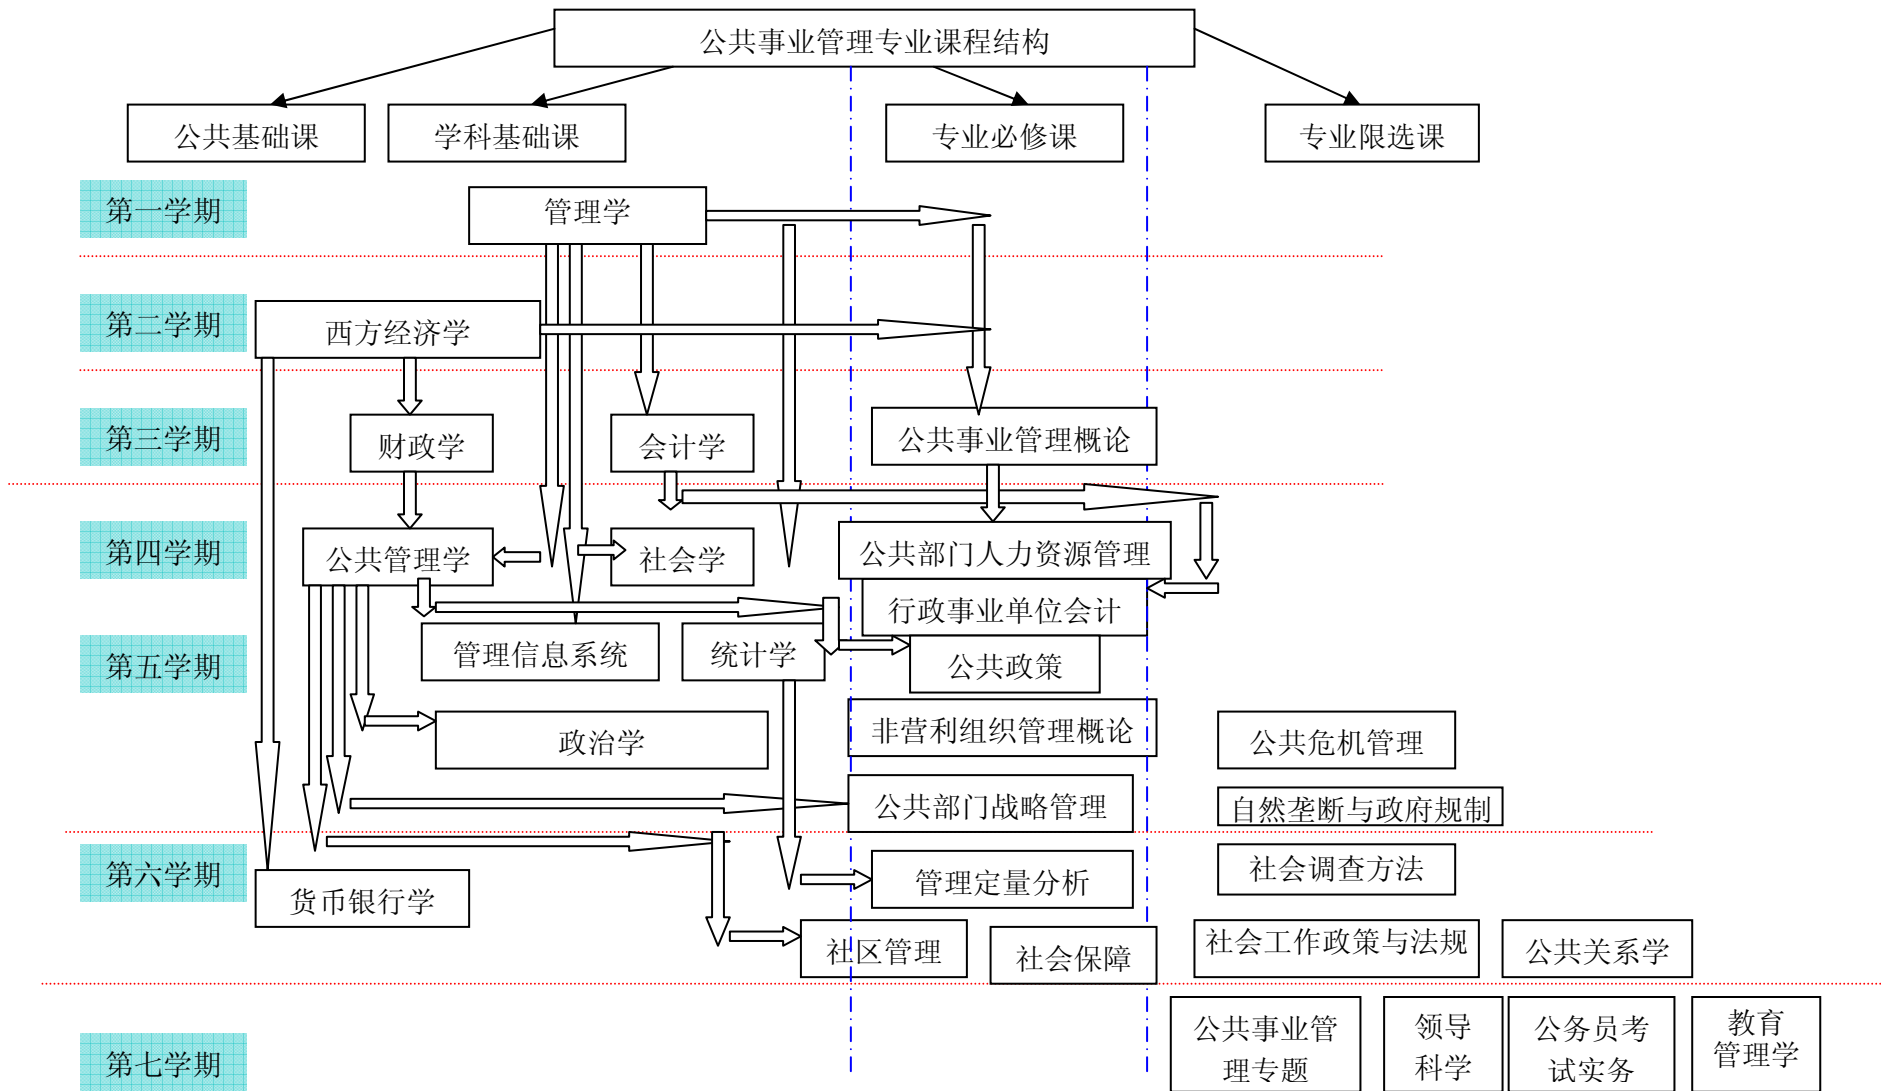 公共事业管理专业课程结构
公共基础课
学科基础课
专业必修课
专业限选课
第一学期
管理学
第二学期
西方经济学
第三学期
财政学
会计学
公共事业管理概论
第四学期
公共管理学
社会学
公共部门人力资源管理
行政事业单位会计
第五学期
管理信息系统
统计学
公共政策
政治学
非营利组织管理概论
公共危机管理
公共部门战略管理
自然垄断与政府规制
第六学期
货币银行学
管理定量分析
社会调查方法
社区管理
社会保障
社会工作政策与法规
公共关系学
第七学期
公共事业管
理专题
领导
科学
公务员考
试实务
教育
管理学